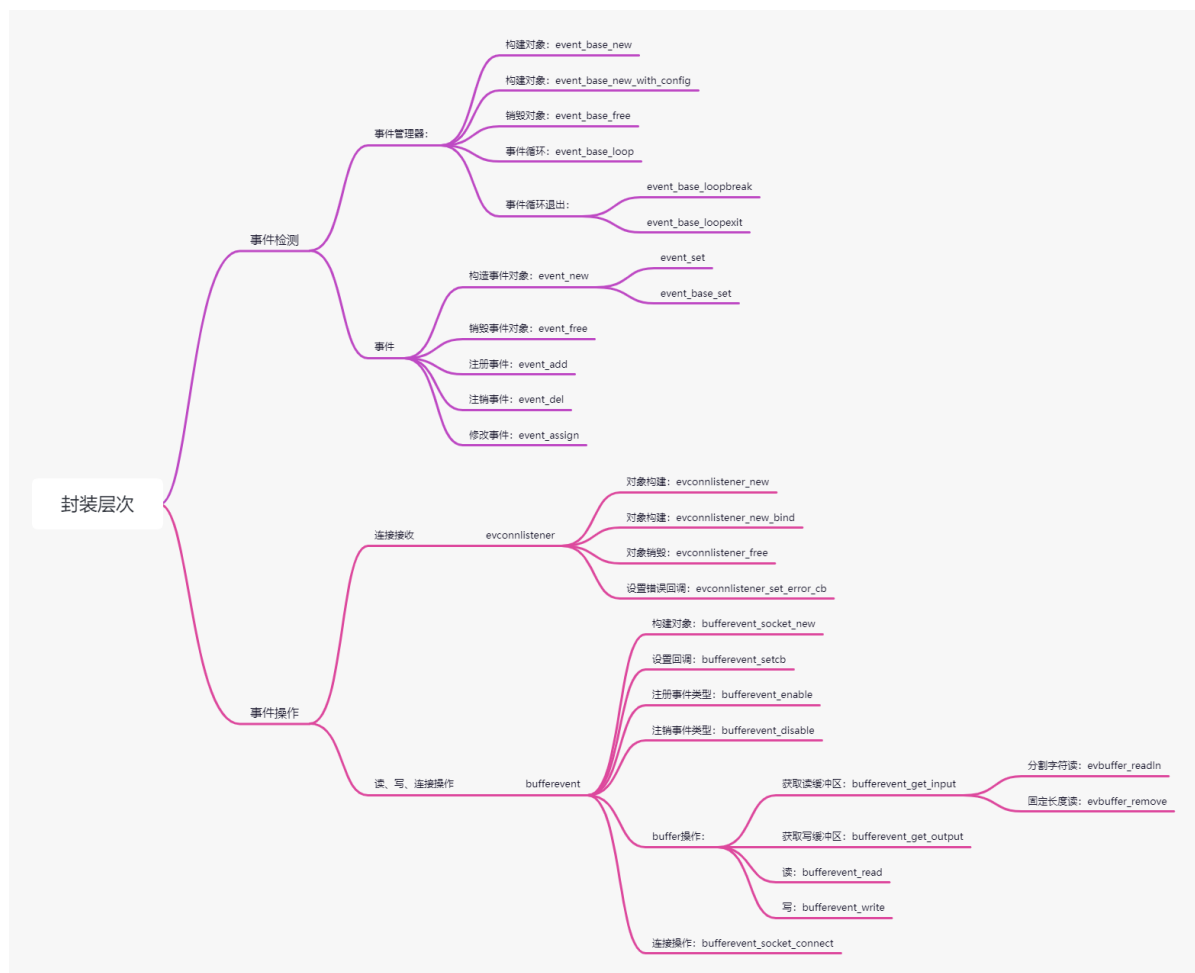 构建对象：event_base_new
构建对象：event_base_new_with_config
销毁对象：event_base_free
事件管理器：
事件循环：event_base_loop
event_base_loopbreak
事件循环退出：
event_base_loopexit
事件检测
event_set
构造事件对象：event_new
event_base_set
销毁事件对象：event_free
事件
注册事件：event_add
注销事件：event_del
修改事件：event_assign
封装层次
对象构建：evconnlistener_new
对象构建：evconnlistener_new_bind
连接接收 evconnlistener
对象销毁：evconnlistener_free
设置错误回调：evconnlistener_set_error_cb
构建对象：bufferevent_socket_new
设置回调：bufferevent_setcb
注册事件类型：bufferevent_enable
事件操作
注销事件类型：bufferevent_disable
分割字符读：evbuffer_readln
读、写、连接操作 bufferevent
获取读缓冲区：bufferevent_get_input
固定长度读：evbuffer_remove
buffer操作：
获取写缓冲区：bufferevent_get_output
读：bufferevent_read
写：bufferevent_write
连接操作：bufferevent_socket_connect